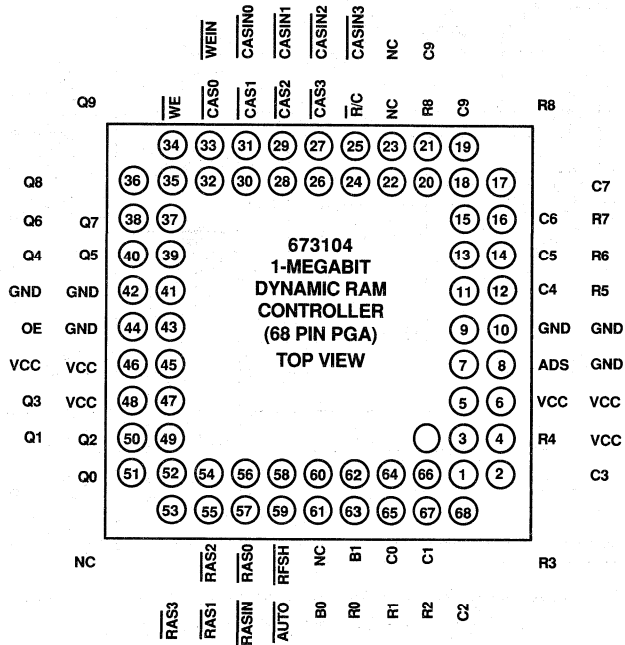 WEIN CASIN0 CASIN1 CASIN2 CASIN3 NC C9
Q9 WE CAS0 CAS1 CAS2 CAS3 R/C NC R8 C9 R8
34 33 31 29 27 25 23 21 19
Q8 36 35 32 30 28 26 24 22 20 18 17 C7
Q6 Q7 38 37 15 16 C6 R7
673104
1-MEGABIT
DYNAMIC RAM
CONTROLLER
(68 PIN PGA)
TOP VIEW
Q4 Q5 40 39 13 14 C5 R6
GND GND 42 41 11 12 C4 R5
OE GND 44 43 9 10 GND GND
VCC VCC 46 45 7 8 ADS GND
Q3 VCC 48 47 5 6 VCC VCC
Q1 Q2 50 49 3 4 R4 VCC
Q0 51 52 54 56 58 60 62 64 66 1 2 C3
53 55 57 59 61 63 65 67 68
NC RAS2 RAS0 RFSH NC B1 C0 C1 R3
RAS3 RAS1 RASIN AUTO B0 R0 R1 R2 C2